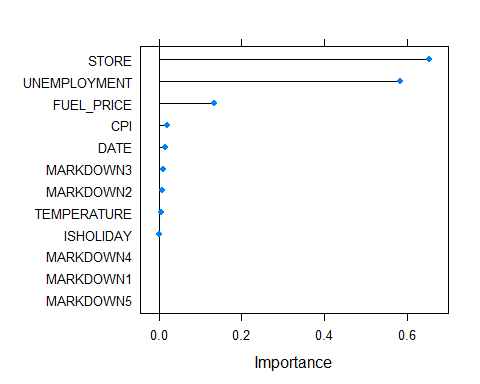 STORE
UNEMPLOYMENT
FUEL_PRICE
CPI
DATE
MARKDOWN3
MARKDOWN2
TEMPERATURE
ISHOLIDAY
MARKDOWN4
MARKDOWN1
MARKDOWN5
0.0 0.2 0.4 0.6
Importance